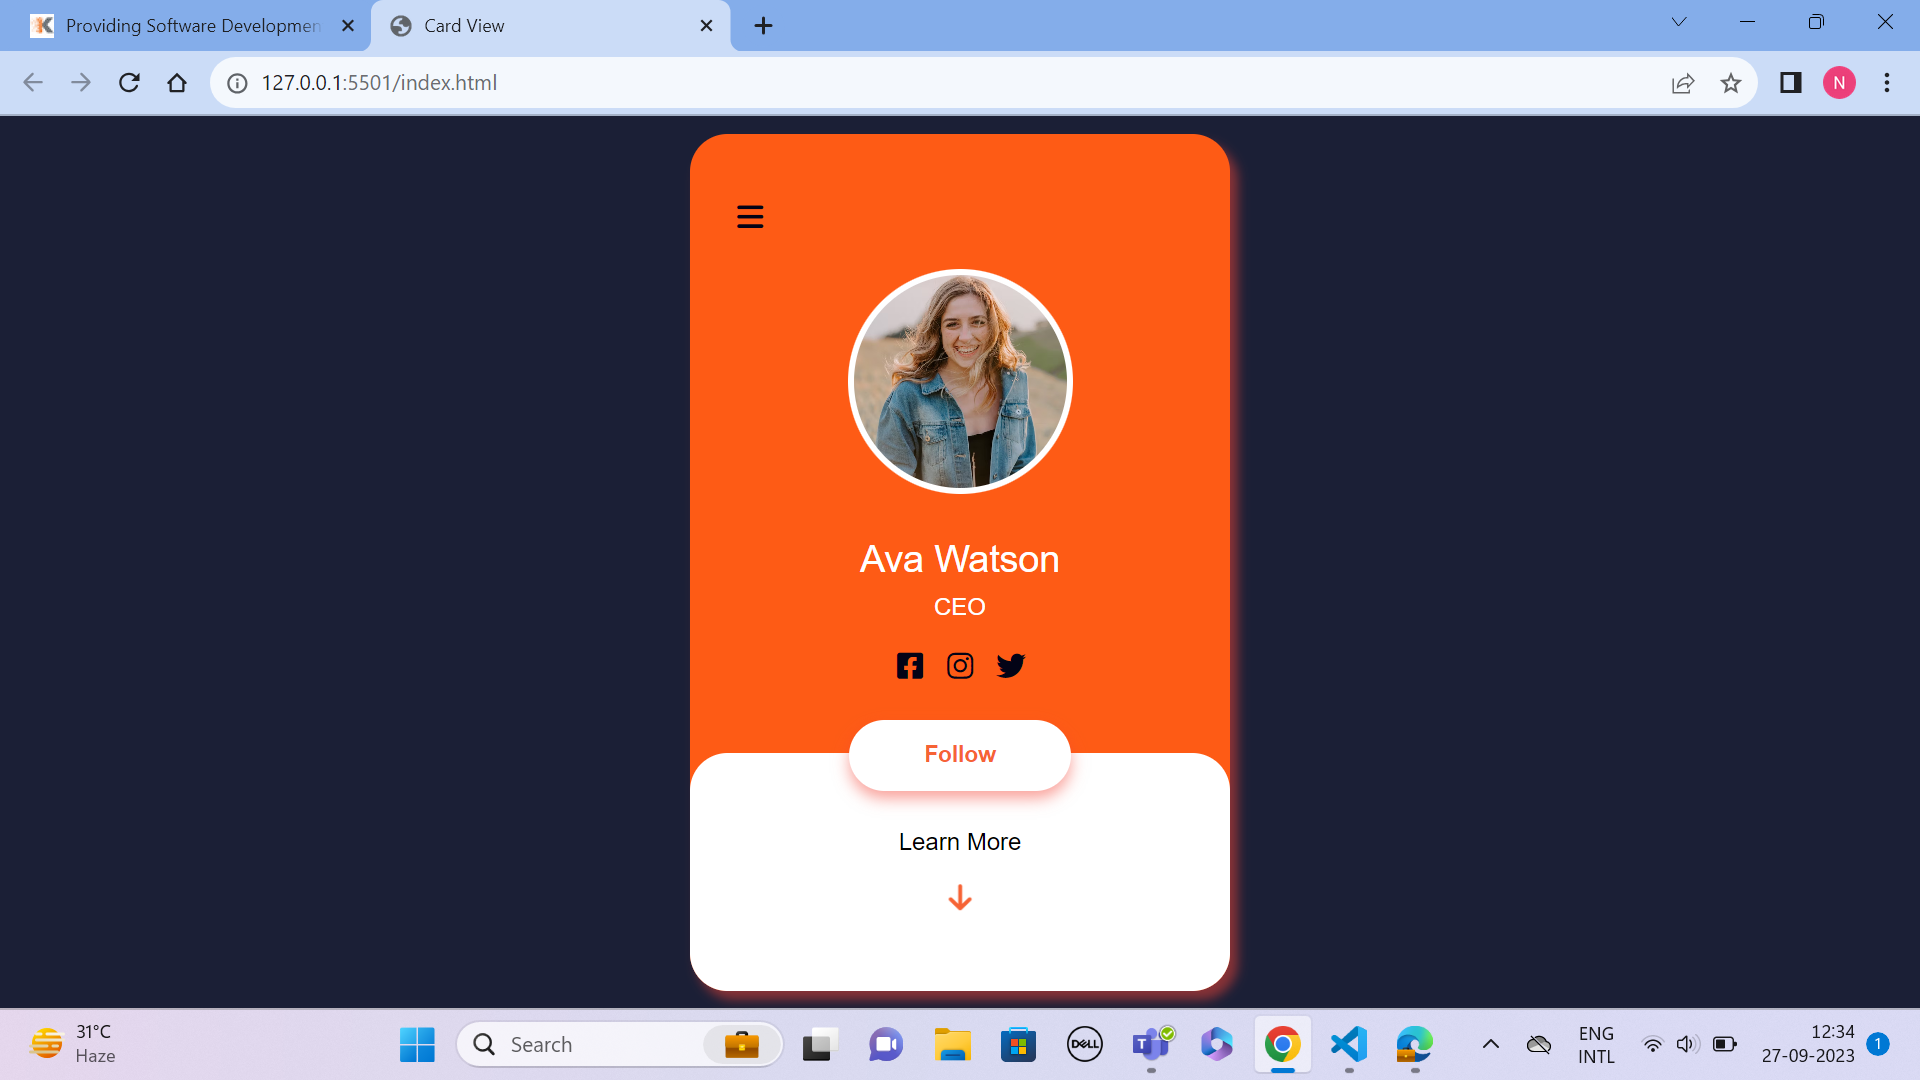 Providing Software Developmen
Card View
127.0.0.1:5501/index.html
N
Ava Watson
CEO
Follow
Learn More
31°C
Haze
Search
DELL
T
ENG
INTL
12:34
27-09-2023
1